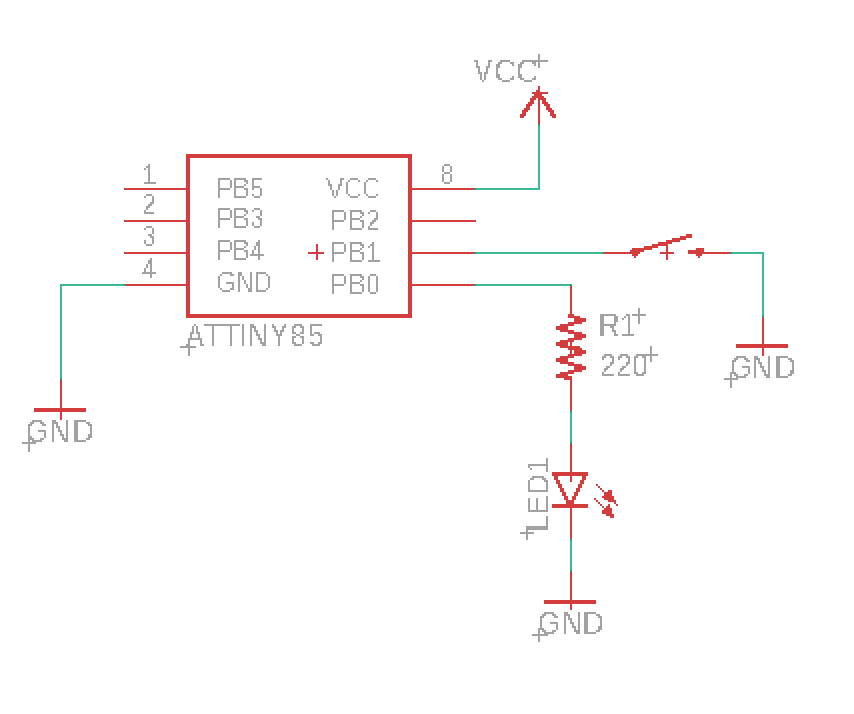 VCC
1 PB5 VCC 8
2 PB3 PB2
3 PB4 PB1
4 GND PB0
ATTINY85
R1
220
GND
GND
LED1
GND